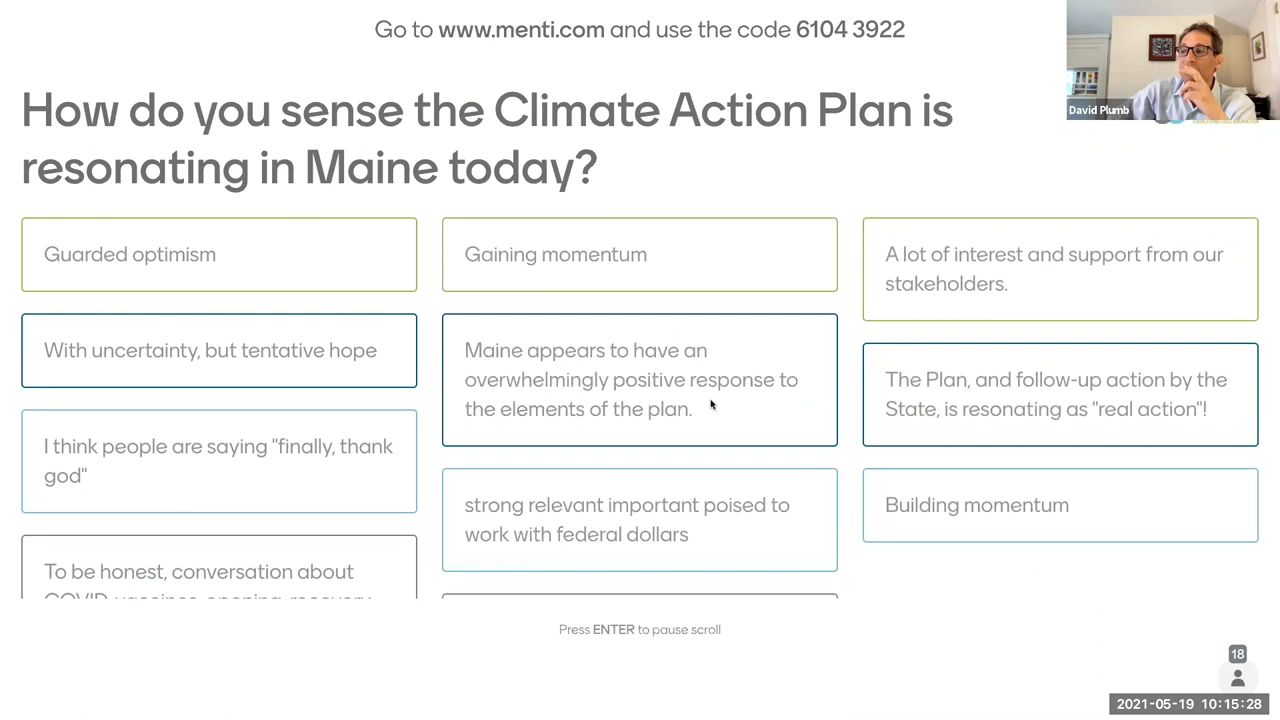 Go to www.menti.com and use the code 6104 3922
David Plumb
How do you sense the Climate Action Plan is
resonating in Maine today?
Guarded optimism
With uncertainty, but tentative hope
I think people are saying "finally, thank
god"
To be honest, conversation about
COVID, vaccines, opening, recovery
Gaining momentum
Maine appears to have an
overwhelmingly positive response to
the elements of the plan.
strong relevant important poised to
work with federal dollars
A lot of interest and support from our
stakeholders.
The Plan, and follow-up action by the
State, is resonating as "real action"!
Building momentum
Press ENTER to pause scroll
18
2021-05-19 10:15:28